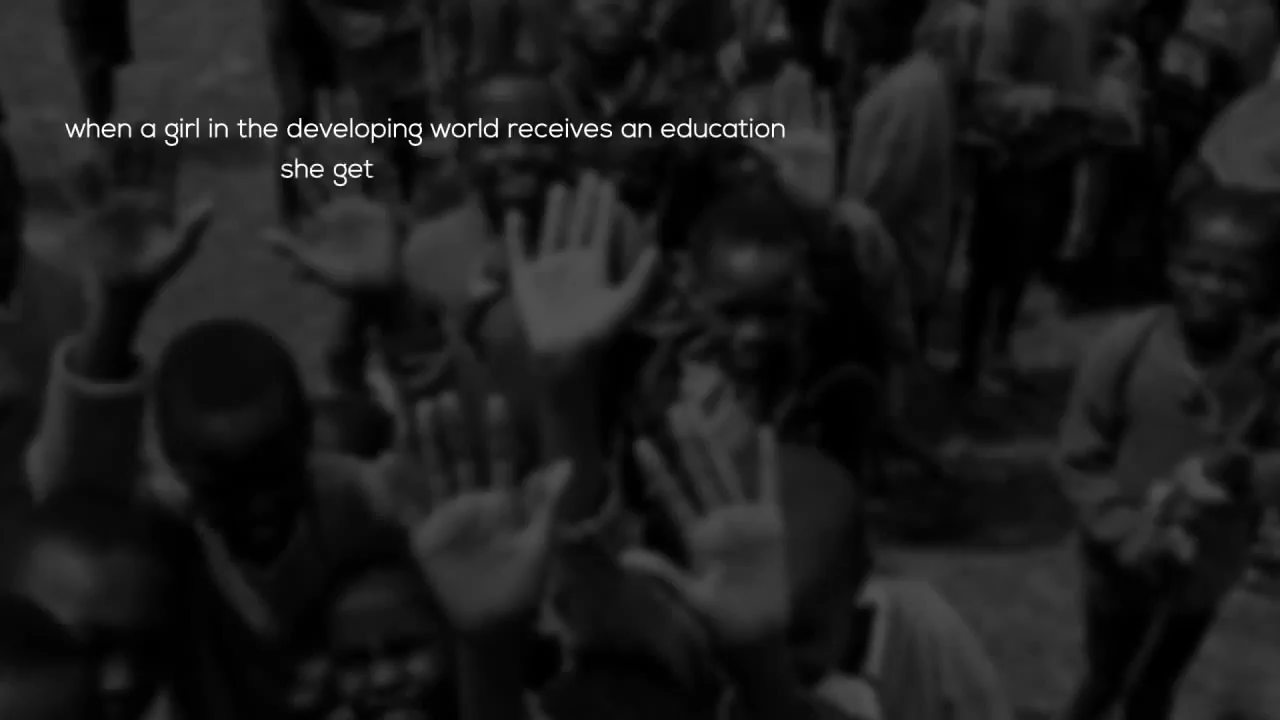 when a girl in the developing world receives an education
she get